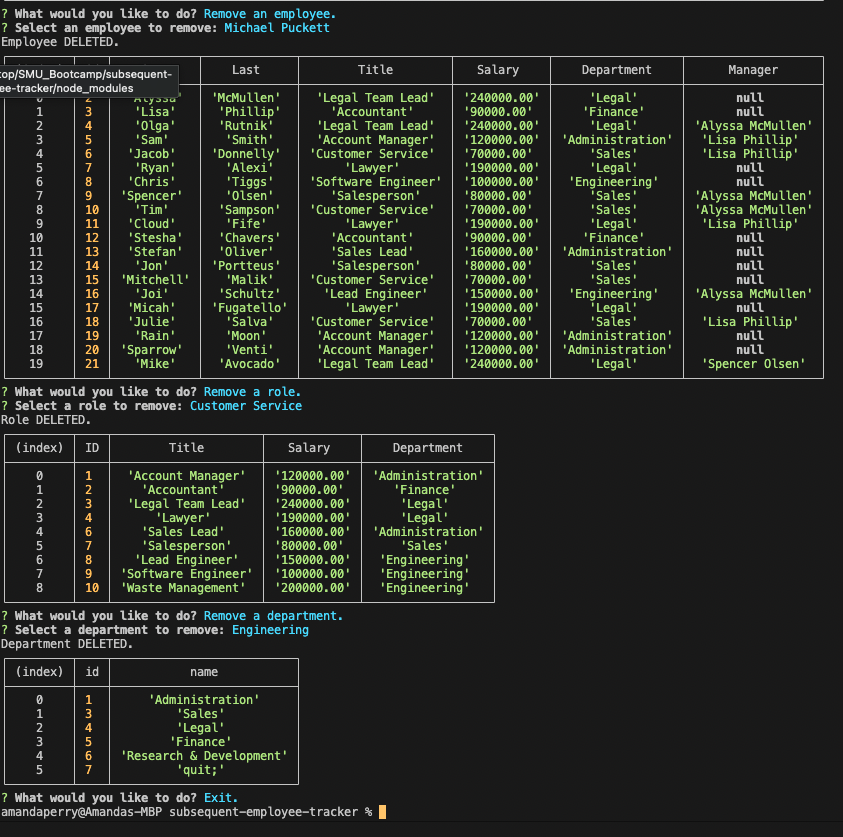 ? What would you like to do? Remove an employee.
? Select an employee to remove: Michael Puckett
Employee DELETED.
Last Title Salary Department Manager
top/SMU_Bootcamp/subsequent-
ee-tracker/node_modules
0 2 'Alyssa' 'McMullen' 'Legal Team Lead' '240000.00' 'Legal' null
1 3 'Lisa' 'Phillip' 'Accountant' '90000.00' 'Finance' null
2 4 'Olga' 'Rutnik' 'Legal Team Lead' '240000.00' 'Legal' 'Alyssa McMullen'
3 5 'Sam' 'Smith' 'Account Manager' '120000.00' 'Administration' 'Lisa Phillip'
4 6 'Jacob' 'Donnelly' 'Customer Service' '70000.00' 'Sales' 'Lisa Phillip'
5 7 'Ryan' 'Alexi' 'Lawyer' '190000.00' 'Legal' null
6 8 'Chris' 'Tiggs' 'Software Engineer' '100000.00' 'Engineering' null
7 9 'Spencer' 'Olsen' 'Salesperson' '80000.00' 'Sales' 'Alyssa McMullen'
8 10 'Tim' 'Sampson' 'Customer Service' '70000.00' 'Sales' 'Alyssa McMullen'
9 11 'Cloud' 'Fife' 'Lawyer' '190000.00' 'Legal' 'Lisa Phillip'
10 12 'Stesha' 'Chavers' 'Accountant' '90000.00' 'Finance' null
11 13 'Stefan' 'Oliver' 'Sales Lead' '160000.00' 'Administration' null
12 14 'Jon' 'Portteus' 'Salesperson' '80000.00' 'Sales' null
13 15 'Mitchell' 'Malik' 'Customer Service' '70000.00' 'Sales' null
14 16 'Joi' 'Schultz' 'Lead Engineer' '150000.00' 'Engineering' 'Alyssa McMullen'
15 17 'Micah' 'Fugatello' 'Lawyer' '190000.00' 'Legal' null
16 18 'Julie' 'Salva' 'Customer Service' '70000.00' 'Sales' 'Lisa Phillip'
17 19 'Rain' 'Moon' 'Account Manager' '120000.00' 'Administration' null
18 20 'Sparrow' 'Venti' 'Account Manager' '120000.00' 'Administration' null
19 21 'Mike' 'Avocado' 'Legal Team Lead' '240000.00' 'Legal' 'Spencer Olsen'
? What would you like to do? Remove a role.
? Select a role to remove: Customer Service
Role DELETED.
(index) ID Title Salary Department
0 1 'Account Manager' '120000.00' 'Administration'
1 2 'Accountant' '90000.00' 'Finance'
2 3 'Legal Team Lead' '240000.00' 'Legal'
3 4 'Lawyer' '190000.00' 'Legal'
4 6 'Sales Lead' '160000.00' 'Administration'
5 7 'Salesperson' '80000.00' 'Sales'
6 8 'Lead Engineer' '150000.00' 'Engineering'
7 9 'Software Engineer' '100000.00' 'Engineering'
8 10 'Waste Management' '200000.00' 'Engineering'
? What would you like to do? Remove a department.
? Select a department to remove: Engineering
Department DELETED.
(index) id name
0 1 'Administration'
1 3 'Sales'
2 4 'Legal'
3 5 'Finance'
4 6 'Research & Development'
5 7 'quit;'
? What would you like to do? Exit.
amandaperry@Amandas-MBP subsequent-employee-tracker %